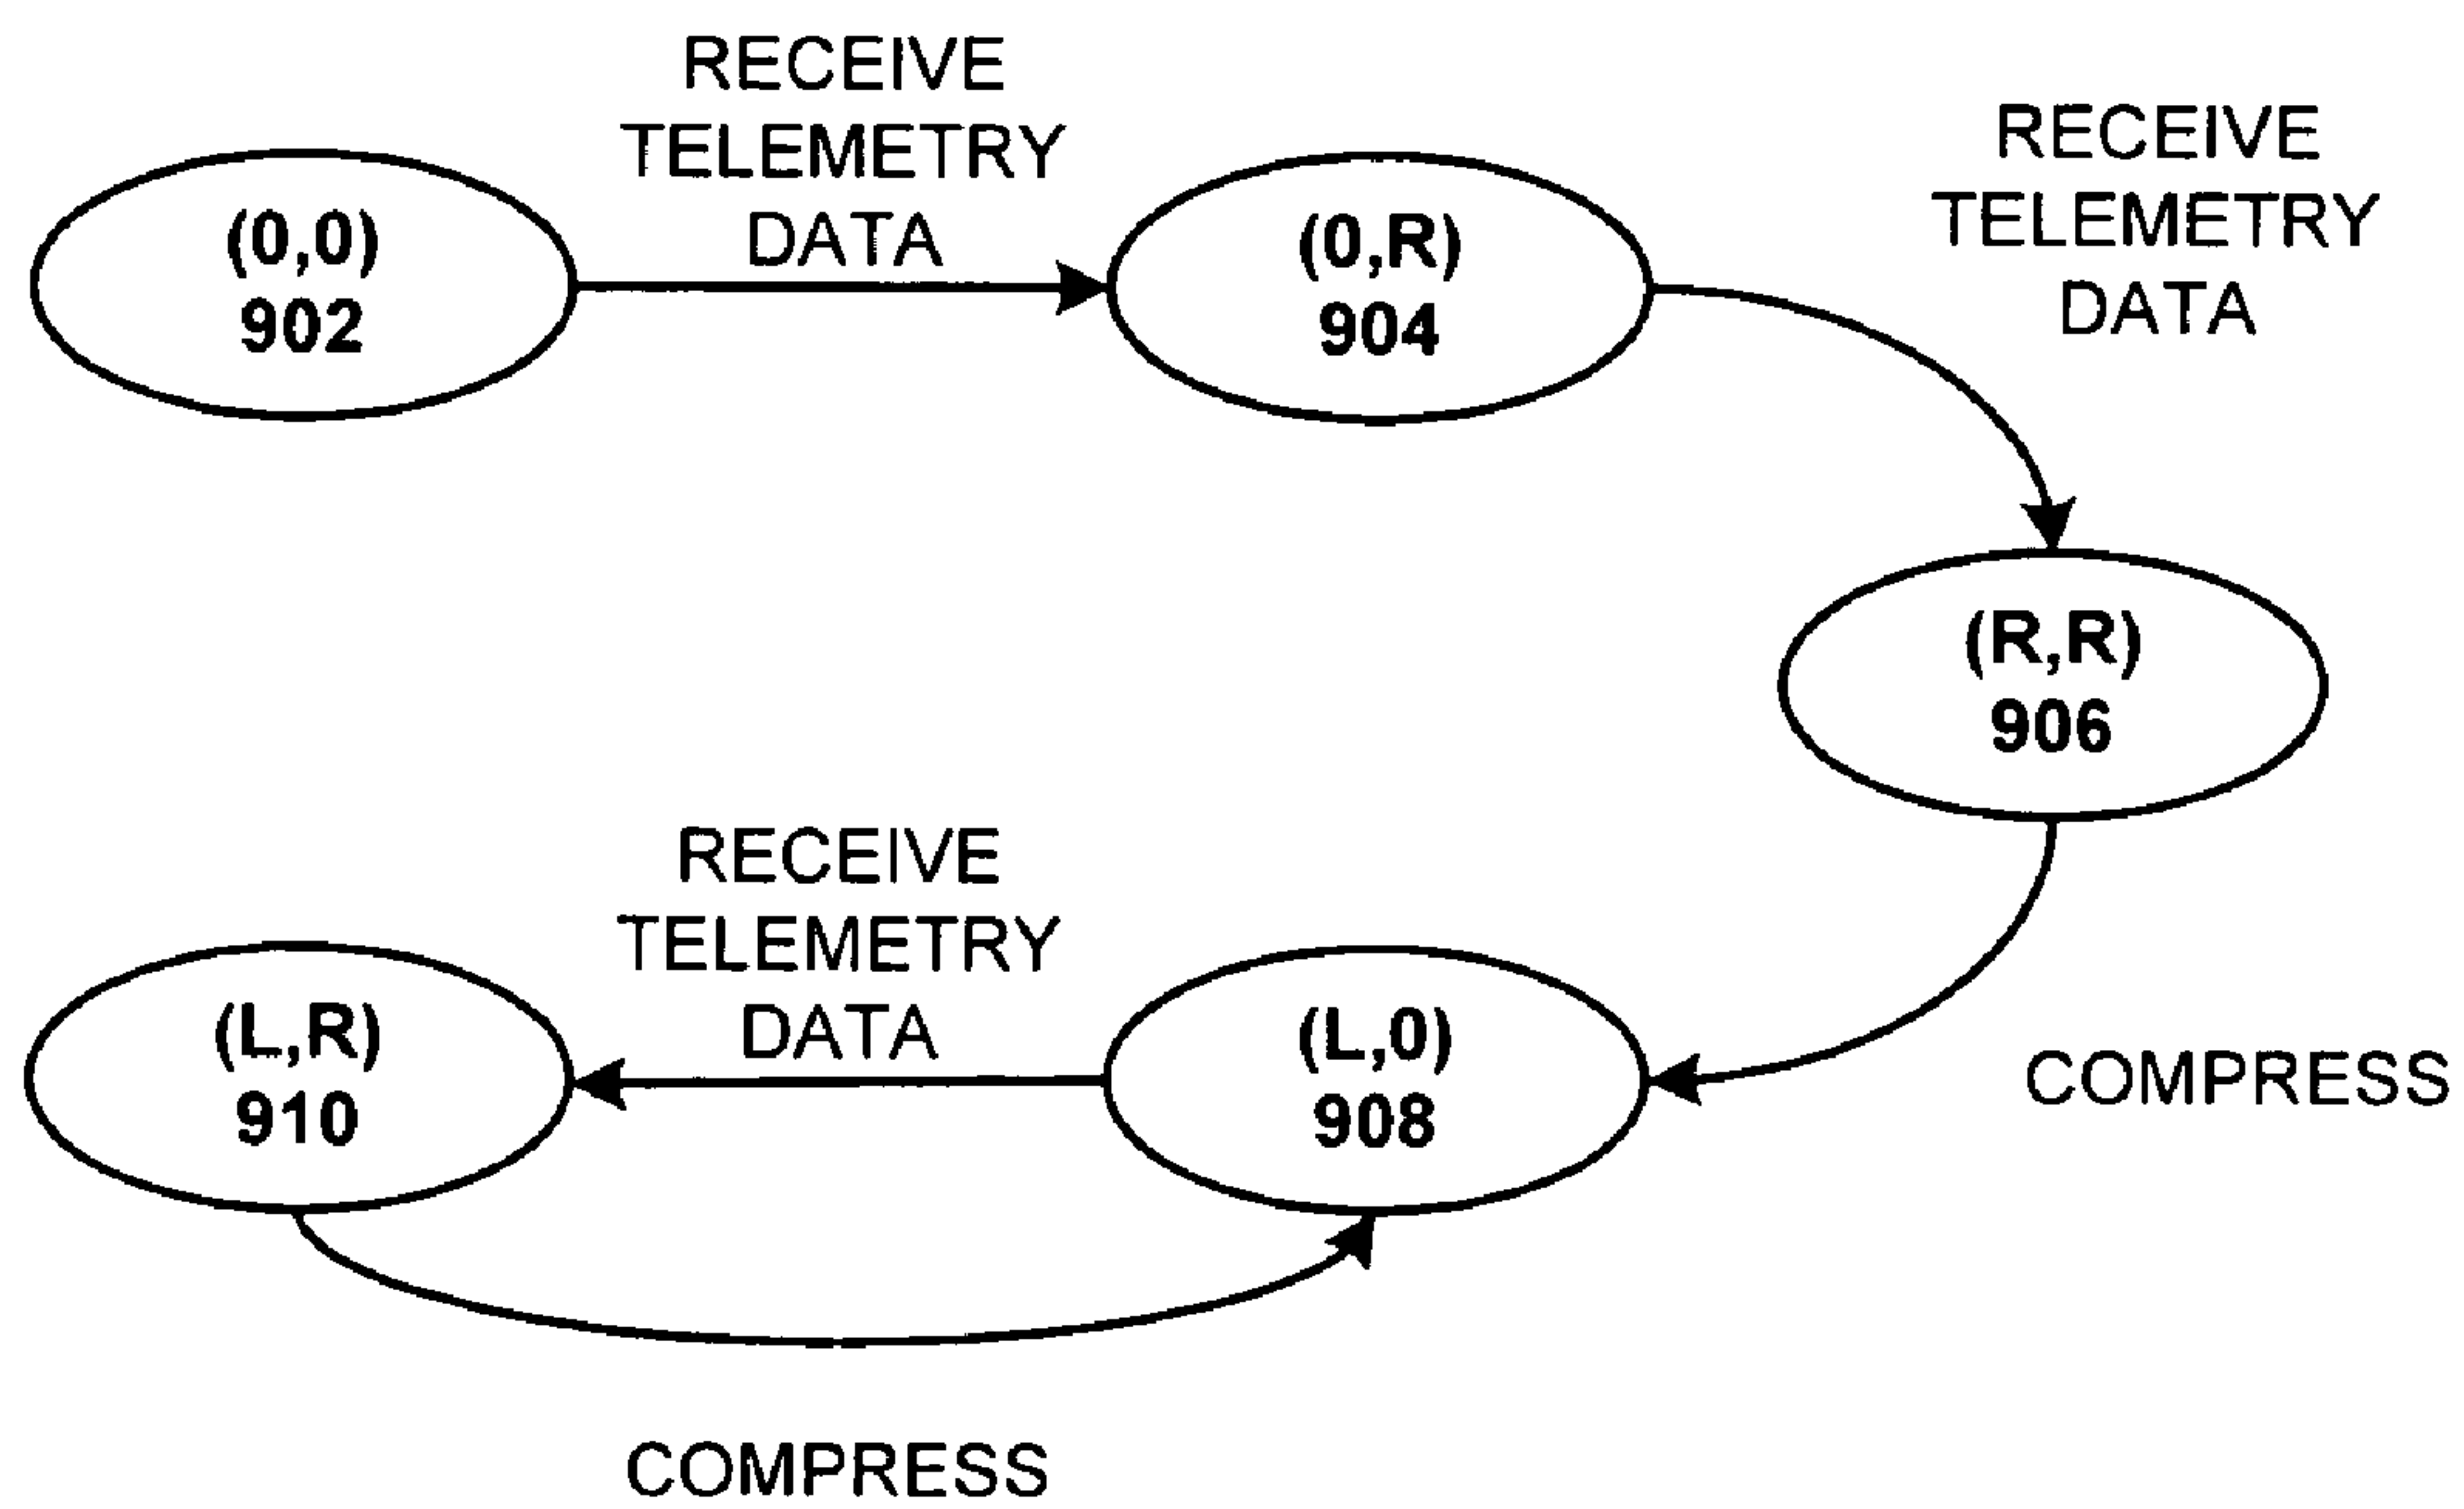 RECEIVE
TELEMETRY
DATA
RECEIVE
TELEMETRY
DATA
(0,0)
902
(0,R)
904
(R,R)
906
RECEIVE
TELEMETRY
DATA
(L,R)
910
(L,0)
908
COMPRESS
COMPRESS